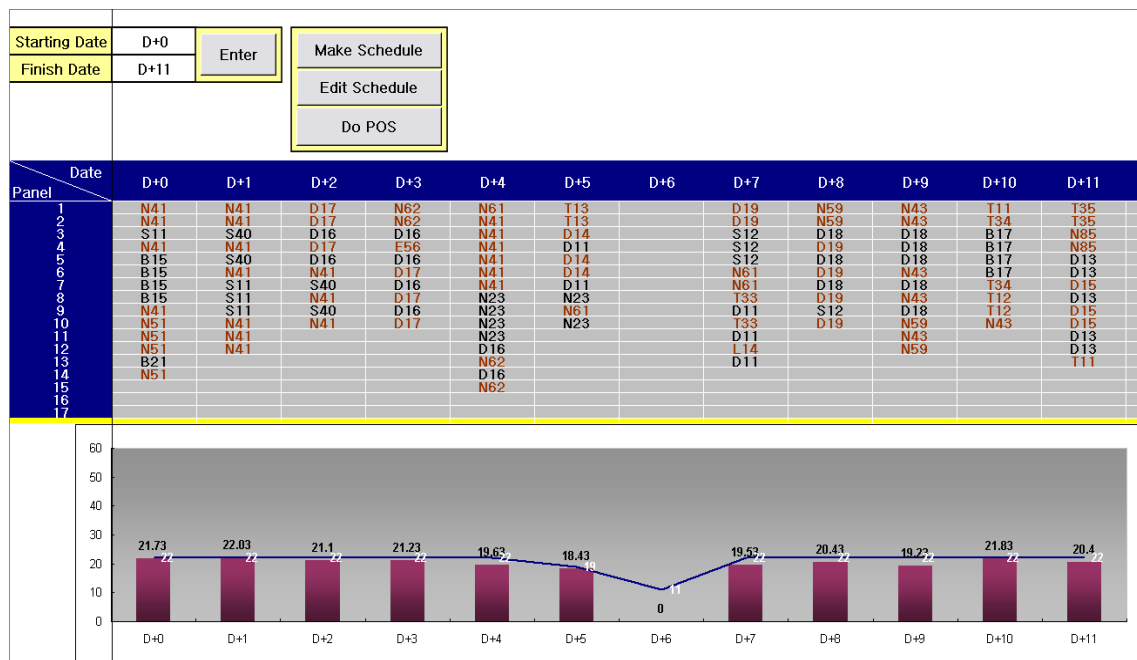 Starting Date D+0 Enter Make Schedule
Finish Date D+11 Edit Schedule
Do POS
Date
Panel D+0 D+1 D+2 D+3 D+4 D+5 D+6 D+7 D+8 D+9 D+10 D+11
1 N41 N41 D17 N62 N61 T13 D19 N59 N43 T11 T35
2 N41 N41 D17 N62 N41 T13 D19 N59 N43 T34 T35
3 S11 S40 D16 D16 N41 D14 S12 D18 D18 B17 N85
4 N41 N41 D17 E56 N41 D11 S12 D19 D18 B17 N85
5 B15 S40 D16 D16 N41 D14 S12 D18 D18 B17 D13
6 B15 N41 N41 D17 N41 D14 N61 D19 N43 B17 D13
7 B15 S11 S40 D16 N41 D11 N61 D18 D18 T34 D15
8 B15 S11 N41 D17 N23 N23 T33 D19 N43 T12 D13
9 N41 S11 S40 D16 N23 N61 D11 S12 D18 T12 D15
10 N51 N41 N41 D17 N23 N23 T33 D19 N59 N43 D15
11 N51 N41 N23 D11 N43 D13
12 N51 N41 D16 L14 N59 D13
13 B21 N62 D11 T11
14 N51 D16
15 N62
16
17
60
50
40
30
20
10
0
21.73 22.03 21.1 21.23 19.63 18.43 0 19.53 20.43 19.23 21.83 20.4
22 22 22 22 22 19 11 22 22 22 22 22
D+0 D+1 D+2 D+3 D+4 D+5 D+6 D+7 D+8 D+9 D+10 D+11